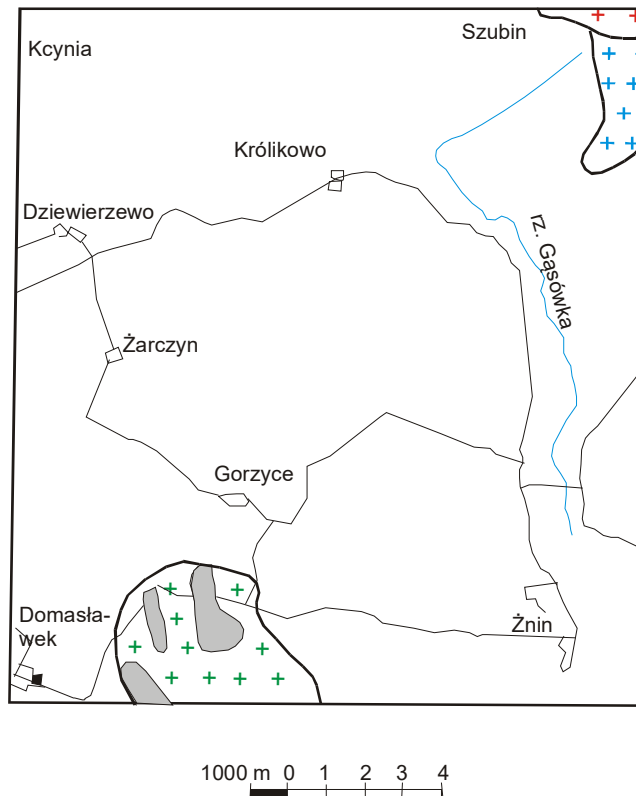 Szubin
Kcynia
Królikowo
Dziewierzewo
rz. Gąsówka
Żarczyn
Gorzyce
Domasła-
wek
Żnin
1000 m 0 1 2 3 4